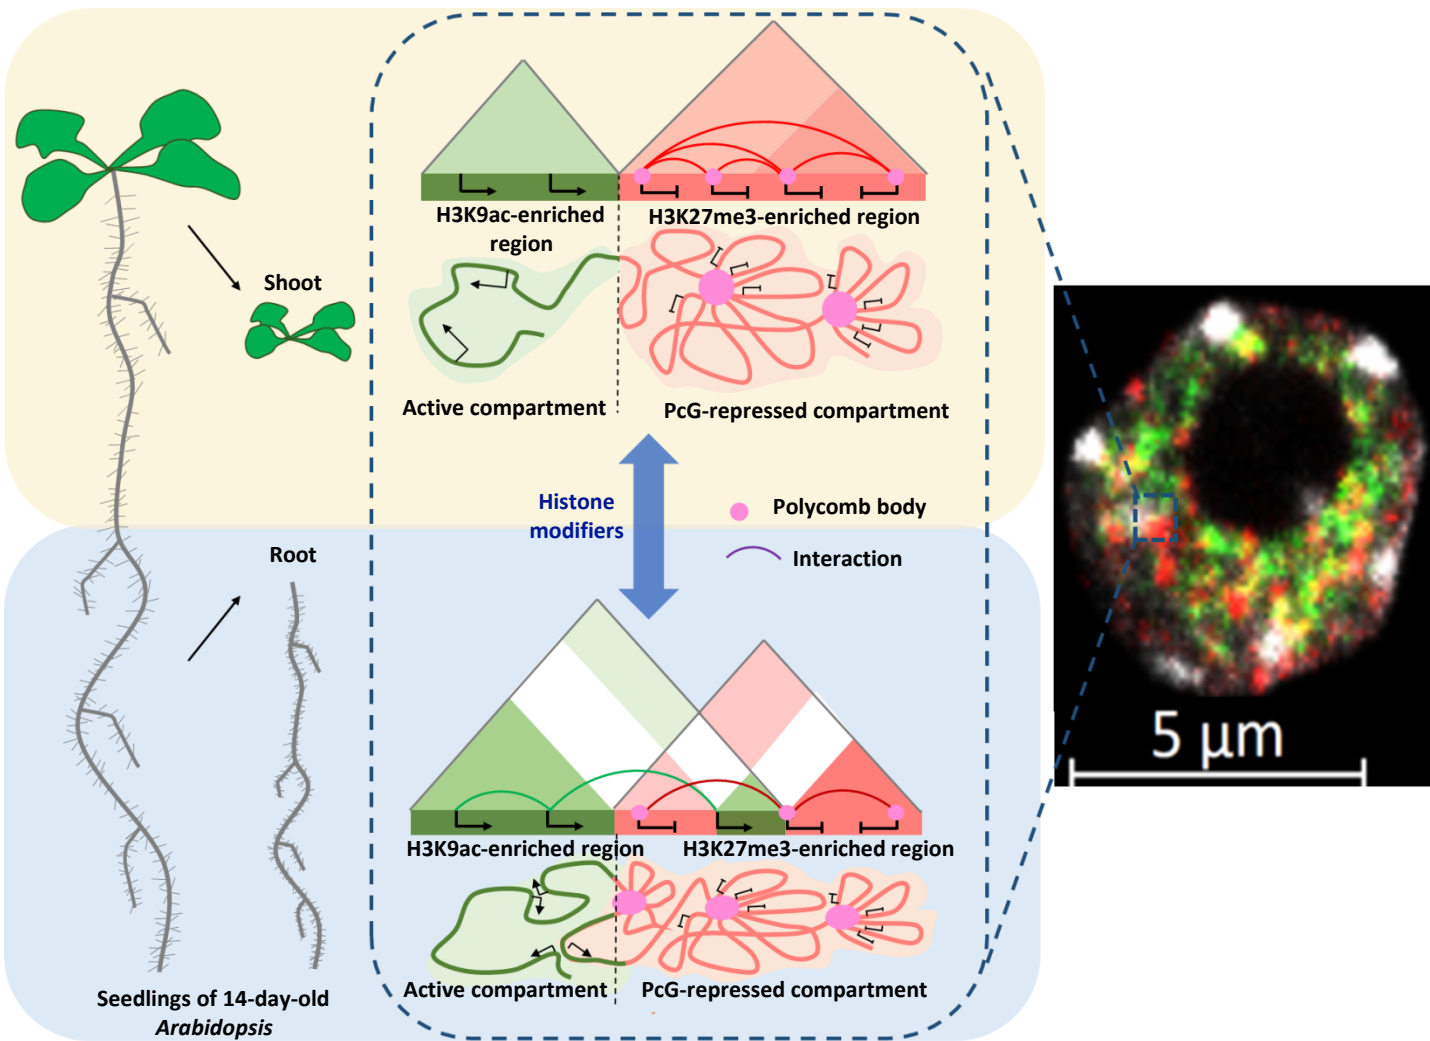 H3K9ac-enriched
region
H3K27me3-enriched region
Shoot
Active compartment
PcG-repressed compartment
Histone
modifiers
Polycomb body
Interaction
Root
5 μm
H3K9ac-enriched region
H3K27me3-enriched region
Active compartment
PcG-repressed compartment
Seedlings of 14-day-old
Arabidopsis